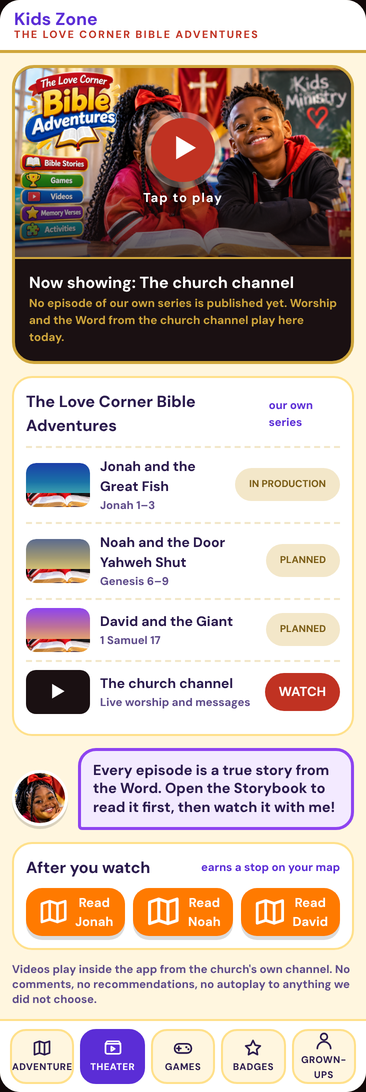 Kids Zone
THE LOVE CORNER BIBLE ADVENTURES
The Love Corner
Bible
Adventures
Bible Stories
Games
Videos
Memory Verses
Activities
Kids
Ministry
Tap to play
Now showing: The church channel
No episode of our own series is published yet. Worship
and the Word from the church channel play here
today.
The Love Corner Bible
Adventures
our own
series
Jonah and the
Great Fish
Jonah 1–3
IN PRODUCTION
Noah and the Door
Yahweh Shut
Genesis 6–9
PLANNED
David and the Giant
1 Samuel 17
PLANNED
The church channel
Live worship and messages
WATCH
Every episode is a true story from
the Word. Open the Storybook to
read it first, then watch it with me!
After you watch
earns a stop on your map
Read
Jonah
Read
Noah
Read
David
Videos play inside the app from the church's own channel. No
comments, no recommendations, no autoplay to anything we
did not choose.
ADVENTURE
THEATER
GAMES
BADGES
GROWN-
UPS